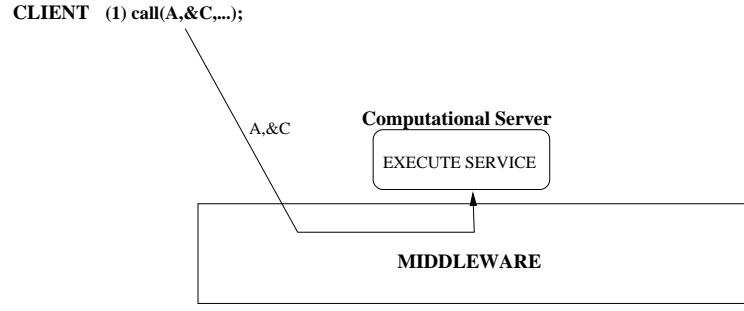 CLIENT (1) call(A,&C,...);
A,&C
Computational Server
EXECUTE SERVICE
MIDDLEWARE